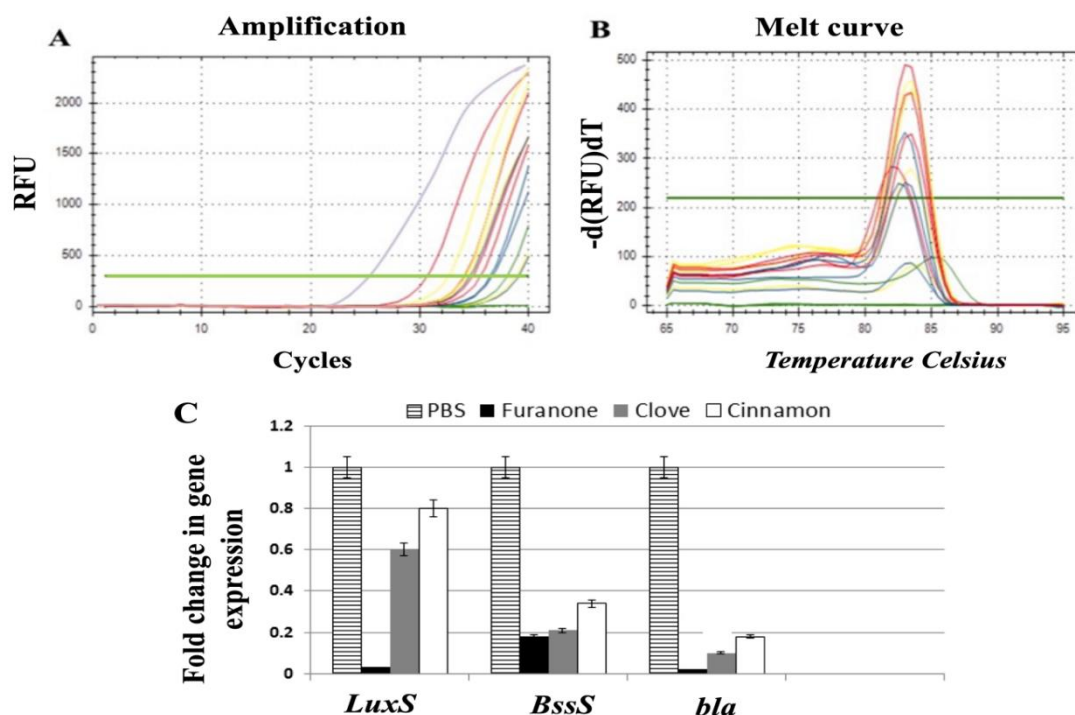 A Amplification
RFU
2000
1500
1000
500
0
0 10 20 30 40
Cycles
B Melt curve
-d(RFU)dT
500
400
300
200
100
0
65 70 75 80 85 90 95
Temperature Celsius
C
PBS Furanone Clove Cinnamon
Fold change in gene
expression
1.2
1
0.8
0.6
0.4
0.2
0
LuxS BssS bla